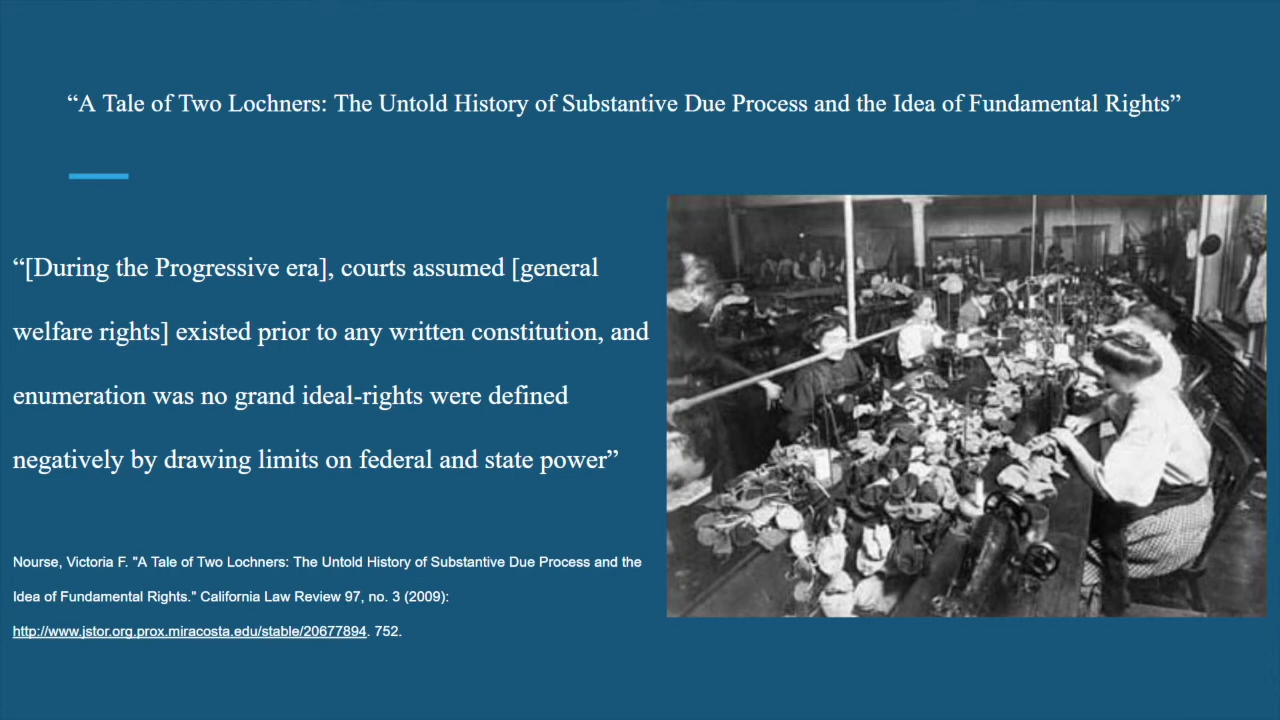 “A Tale of Two Lochners: The Untold History of Substantive Due Process and the Idea of Fundamental Rights”
“[During the Progressive era], courts assumed [general
welfare rights] existed prior to any written constitution, and
enumeration was no grand ideal-rights were defined
negatively by drawing limits on federal and state power”
Nourse, Victoria F. "A Tale of Two Lochners: The Untold History of Substantive Due Process and the
Idea of Fundamental Rights." California Law Review 97, no. 3 (2009):
http://www.jstor.org.prox.miracosta.edu/stable/20677894. 752.